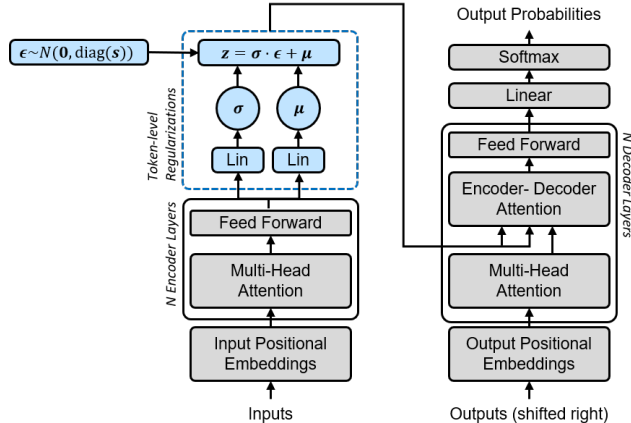 ϵ~N(0, diag(s))
z = σ · ϵ + μ
σ
μ
Lin
Lin
Token-level
Regularizations
N Encoder Layers
Feed Forward
Multi-Head
Attention
Input Positional
Embeddings
Inputs
Output Probabilities
Softmax
Linear
Feed Forward
Encoder- Decoder
Attention
Multi-Head
Attention
N Decoder Layers
Output Positional
Embeddings
Outputs (shifted right)